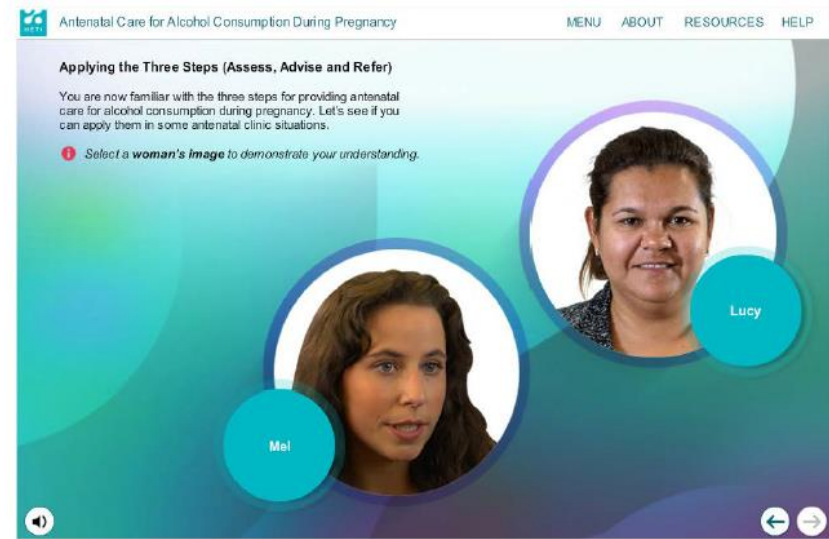 HETI
Antenatal Care for Alcohol Consumption During Pregnancy
MENU ABOUT RESOURCES HELP
Applying the Three Steps (Assess, Advise and Refer)
You are now familiar with the three steps for providing antenatal
care for alcohol consumption during pregnancy. Let's see if you
can apply them in some antenatal clinic situations.
Select a woman's image to demonstrate your understanding.
Lucy
Mel